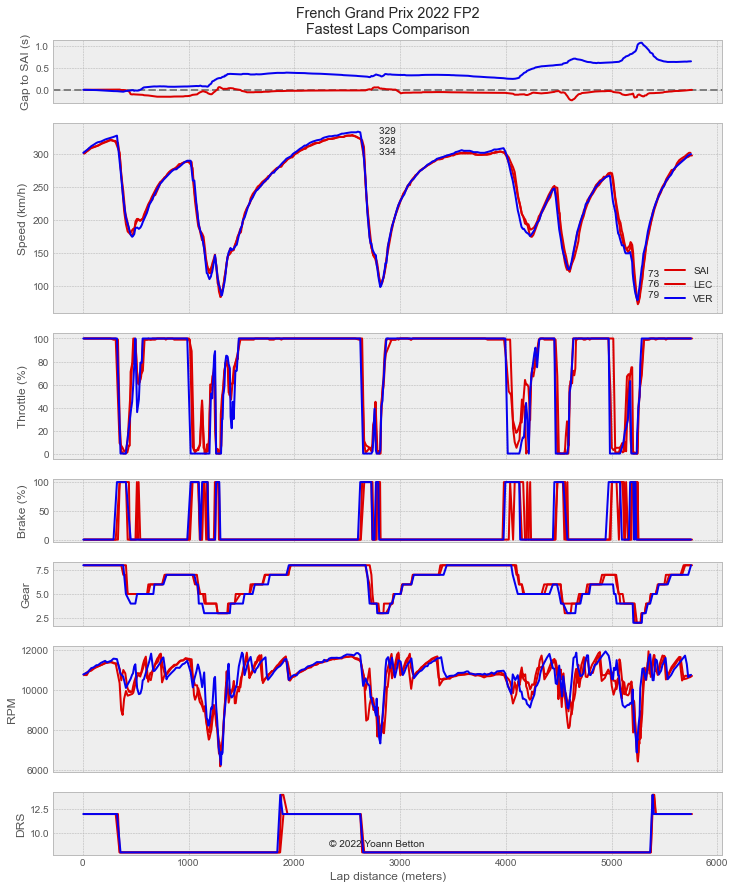 French Grand Prix 2022 FP2
Fastest Laps Comparison
Gap to SAI (s)
1.0
0.5
0.0
Speed (km/h)
300
250
200
150
100
329
328
334
73
76
79
SAI
LEC
VER
Throttle (%)
100
80
60
40
20
0
Brake (%)
100
50
0
Gear
7.5
5.0
2.5
RPM
12000
10000
8000
6000
DRS
12.5
10.0
© 2022 Yoann Betton
0
1000
2000
3000
4000
5000
6000
Lap distance (meters)